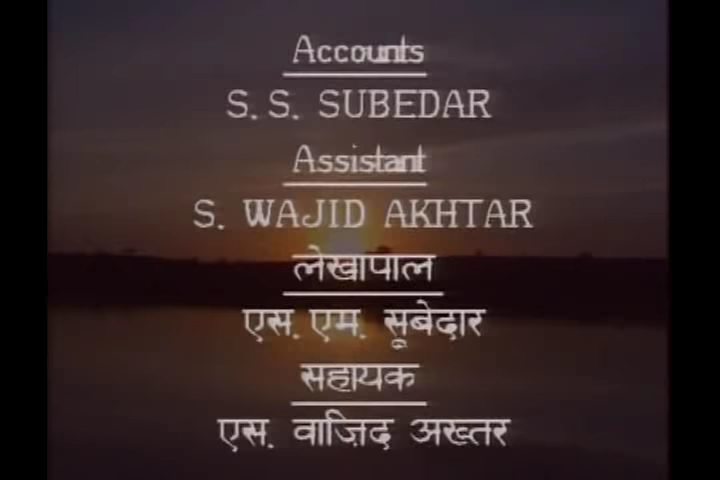 Accounts
S. S. SUBEDAR
Assistant
S. WAJID AKHTAR
लेखापाल
एस. एम. सूबेदार
सहायक
एस. वाज़िद अख्तर